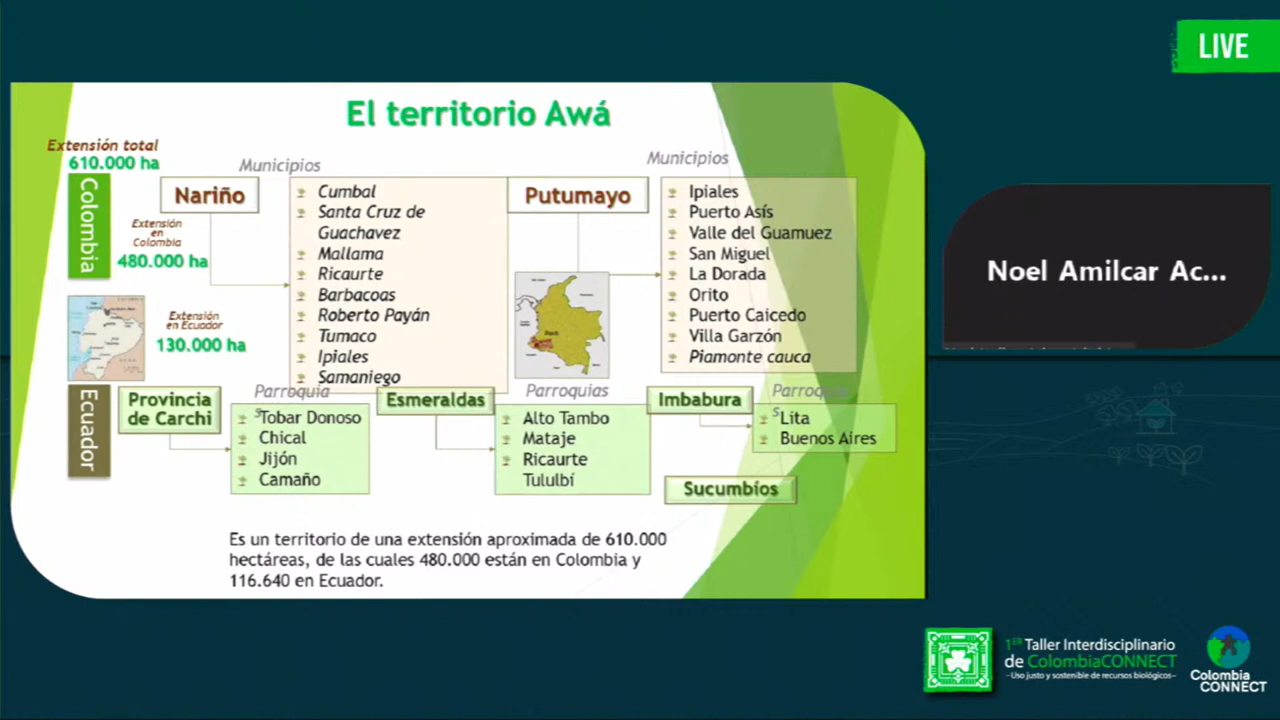 LIVE
El territorio Awá
Extensión total
610.000 ha
Colombia
Extensión
en
Colombia
480.000 ha
Nariño
Municipios
Cumbal
Santa Cruz de
Guachavez
Mallama
Ricaurte
Barbacoas
Roberto Payán
Tumaco
Ipiales
Samaniego
Putumayo
Municipios
Ipiales
Puerto Asís
Valle del Guamuez
San Miguel
La Dorada
Orito
Puerto Caicedo
Villa Garzón
Piamonte cauca
Extensión
en Ecuador
130.000 ha
Ecuador
Provincia
de Carchi
Parroquia
s
Tobar Donoso
Chical
Jijón
Camaño
Esmeraldas
Parroquias
Alto Tambo
Mataje
Ricaurte
Tululbí
Imbabura
Parroquia
s
Lita
Buenos Aires
Sucumbíos
Es un territorio de una extensión aproximada de 610.000
hectáreas, de las cuales 480.000 están en Colombia y
116.640 en Ecuador.
Noel Amilcar Ac...
1ER Taller Interdisciplinario
de ColombiaCONNECT
-Uso justo y sostenible de recursos biológicos-
Colombia
CONNECT